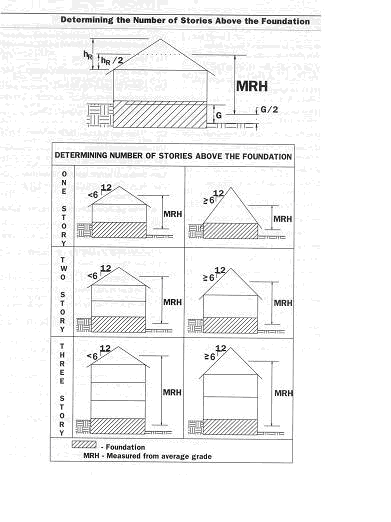 Determining the Number of Stories Above the Foundation
hR
hR/2
MRH
G
G/2
DETERMINING NUMBER OF STORIES ABOVE THE FOUNDATION
ONE STORY
12
<6
MRH
12
≥6
MRH
TWO STORY
12
<6
MRH
12
≥6
MRH
THREE STORY
12
<6
MRH
12
≥6
MRH
- Foundation
MRH - Measured from average grade